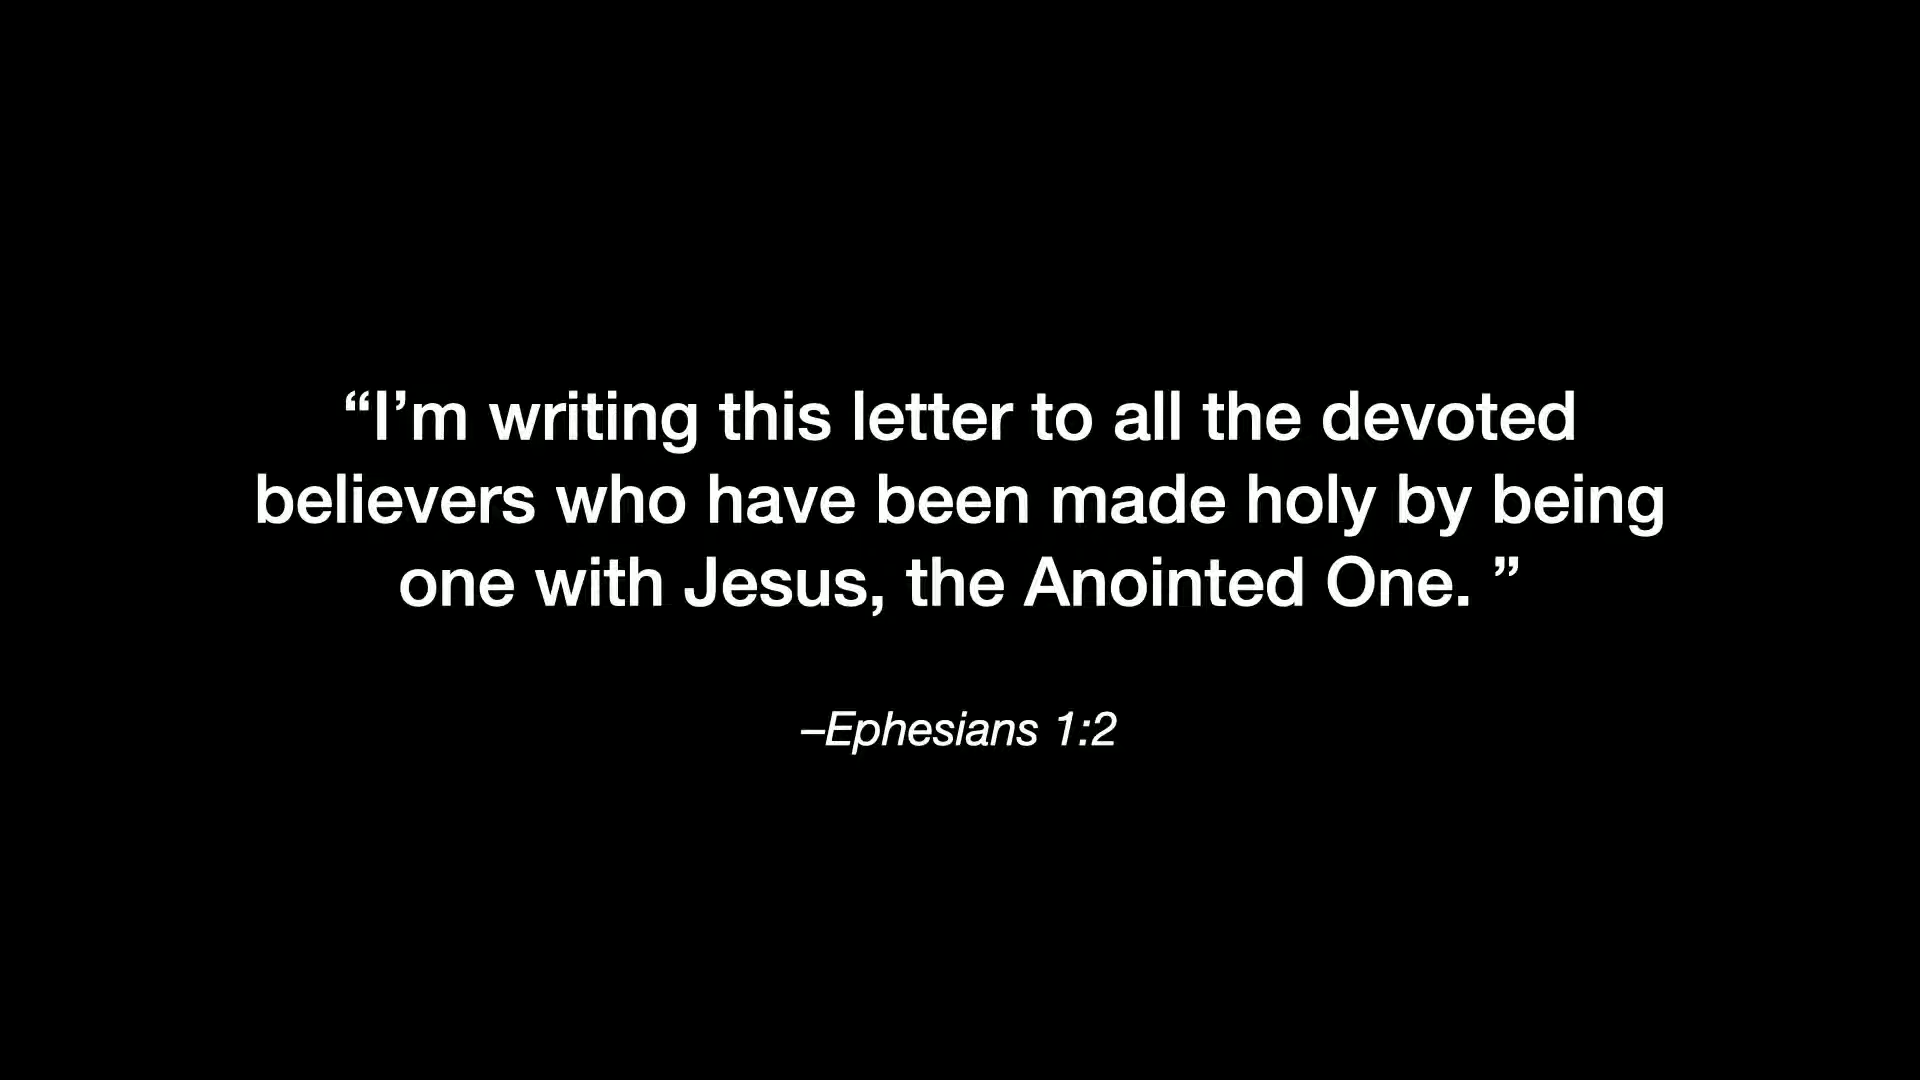 “I’m writing this letter to all the devoted
believers who have been made holy by being
one with Jesus, the Anointed One. ”
–Ephesians 1:2